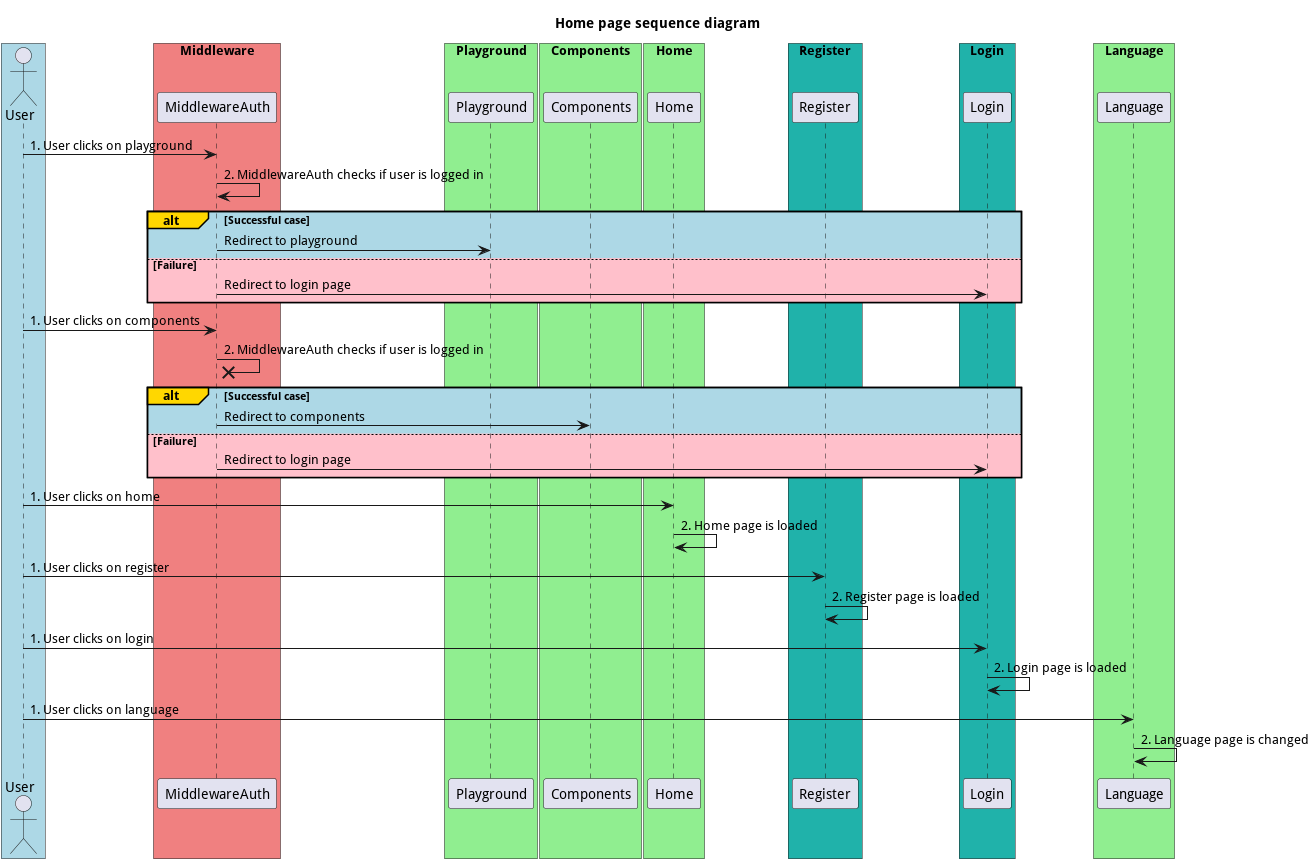 Home page sequence diagram
Middleware
Playground
Components
Home
Register
Login
Language
User
MiddlewareAuth
Playground
Components
Home
Register
Login
Language
1. User clicks on playground
2. MiddlewareAuth checks if user is logged in
alt
[Successful case]
Redirect to playground
[Failure]
Redirect to login page
1. User clicks on components
2. MiddlewareAuth checks if user is logged in
alt
[Successful case]
Redirect to components
[Failure]
Redirect to login page
1. User clicks on home
2. Home page is loaded
1. User clicks on register
2. Register page is loaded
1. User clicks on login
2. Login page is loaded
1. User clicks on language
2. Language page is changed
User
MiddlewareAuth
Playground
Components
Home
Register
Login
Language